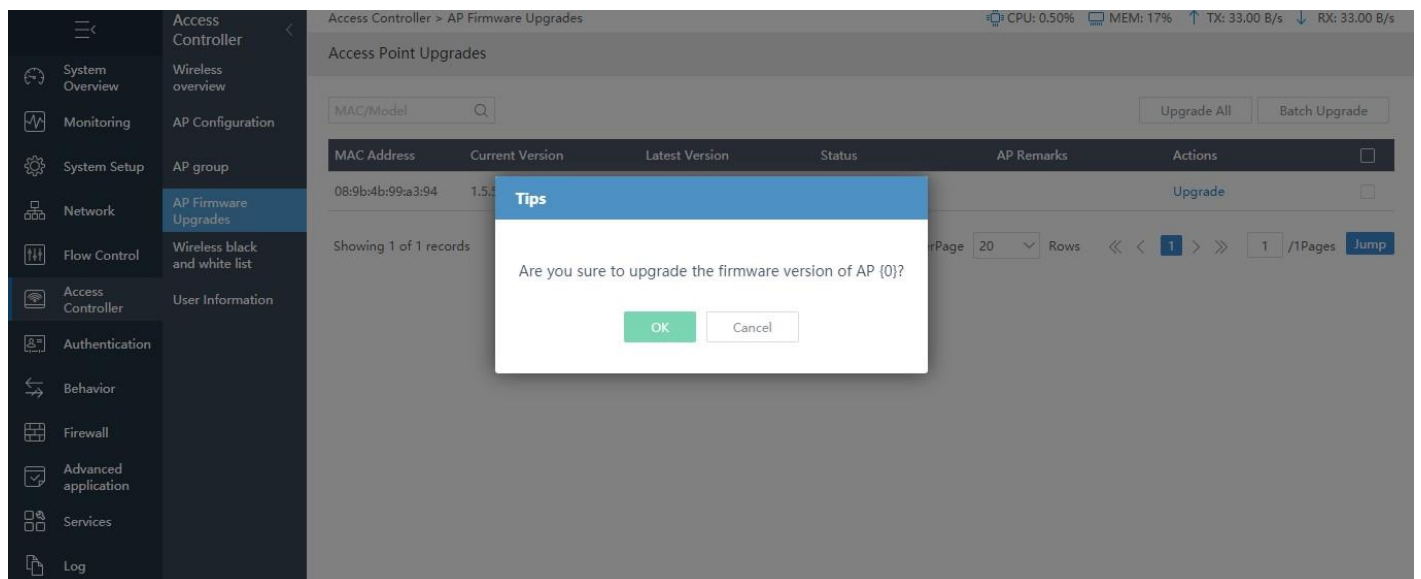 Access
Controller
Access Controller > AP Firmware Upgrades
CPU: 0.50% MEM: 17% TX: 33.00 B/s RX: 33.00 B/s
Access Point Upgrades
System
Overview
Monitoring
System Setup
Network
Flow Control
Access
Controller
Authentication
Behavior
Firewall
Advanced
application
Services
Log
Wireless
overview
AP Configuration
AP group
AP Firmware
Upgrades
Wireless black
and white list
User Information
MAC/Model
Upgrade All Batch Upgrade
MAC Address Current Version Latest Version Status AP Remarks Actions
08:9b:4b:99:a3:94 1.5.5 Upgrade
Showing 1 of 1 records rPage 20 Rows 1 1 /1Pages Jump
Tips
Are you sure to upgrade the firmware version of AP {0}?
OK Cancel